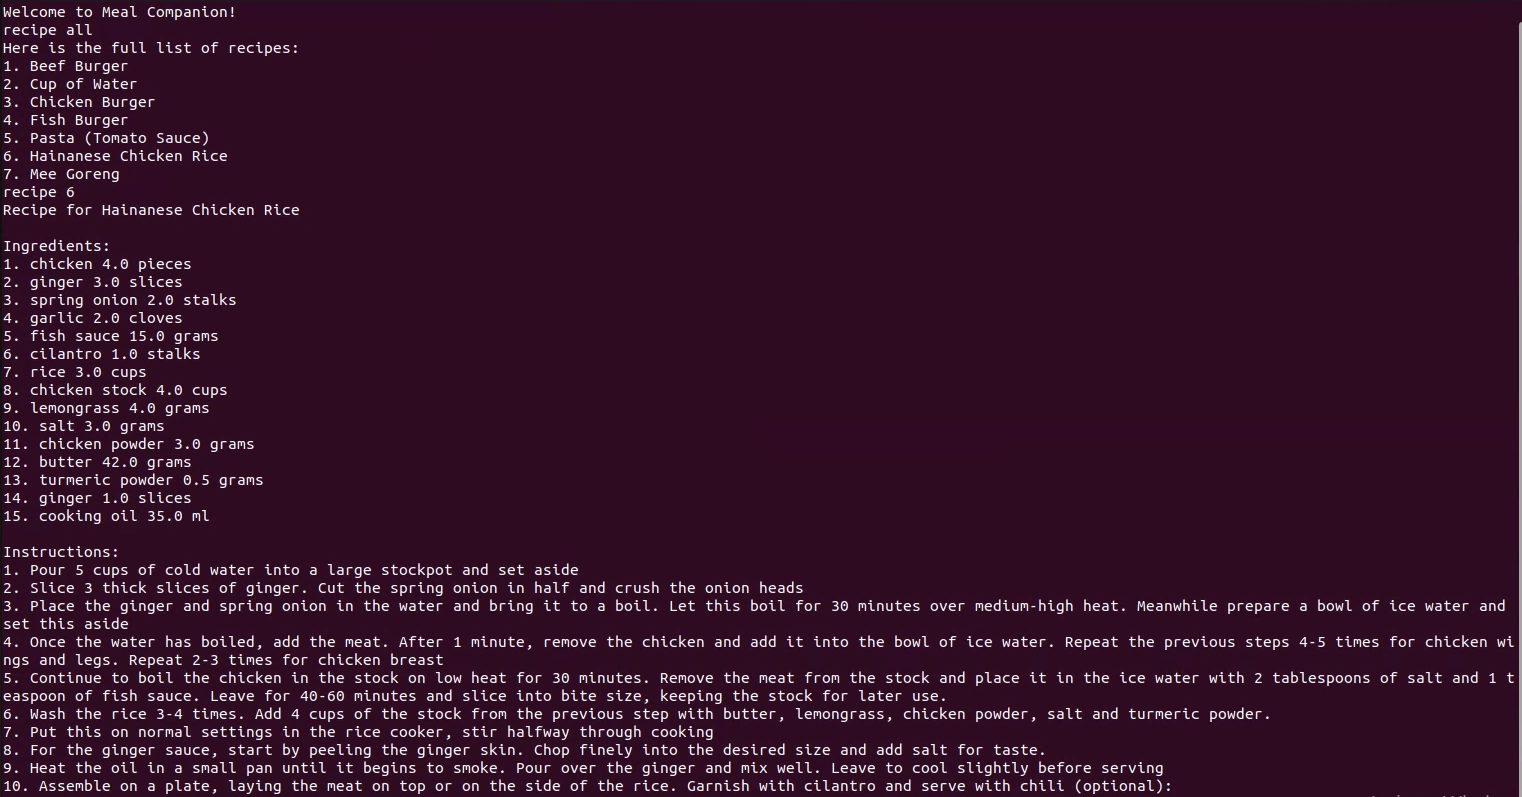 Welcome to Meal Companion!
recipe all
Here is the full list of recipes:
1. Beef Burger
2. Cup of Water
3. Chicken Burger
4. Fish Burger
5. Pasta (Tomato Sauce)
6. Hainanese Chicken Rice
7. Mee Goreng
recipe 6
Recipe for Hainanese Chicken Rice

Ingredients:
1. chicken 4.0 pieces
2. ginger 3.0 slices
3. spring onion 2.0 stalks
4. garlic 2.0 cloves
5. fish sauce 15.0 grams
6. cilantro 1.0 stalks
7. rice 3.0 cups
8. chicken stock 4.0 cups
9. lemongrass 4.0 grams
10. salt 3.0 grams
11. chicken powder 3.0 grams
12. butter 42.0 grams
13. turmeric powder 0.5 grams
14. ginger 1.0 slices
15. cooking oil 35.0 ml

Instructions:
1. Pour 5 cups of cold water into a large stockpot and set aside
2. Slice 3 thick slices of ginger. Cut the spring onion in half and crush the onion heads
3. Place the ginger and spring onion in the water and bring it to a boil. Let this boil for 30 minutes over medium-high heat. Meanwhile prepare a bowl of ice water and
set this aside
4. Once the water has boiled, add the meat. After 1 minute, remove the chicken and add it into the bowl of ice water. Repeat the previous steps 4-5 times for chicken wi
ngs and legs. Repeat 2-3 times for chicken breast
5. Continue to boil the chicken in the stock on low heat for 30 minutes. Remove the meat from the stock and place it in the ice water with 2 tablespoons of salt and 1 t
easpoon of fish sauce. Leave for 40-60 minutes and slice into bite size, keeping the stock for later use.
6. Wash the rice 3-4 times. Add 4 cups of the stock from the previous step with butter, lemongrass, chicken powder, salt and turmeric powder.
7. Put this on normal settings in the rice cooker, stir halfway through cooking
8. For the ginger sauce, start by peeling the ginger skin. Chop finely into the desired size and add salt for taste.
9. Heat the oil in a small pan until it begins to smoke. Pour over the ginger and mix well. Leave to cool slightly before serving
10. Assemble on a plate, laying the meat on top or on the side of the rice. Garnish with cilantro and serve with chili (optional):